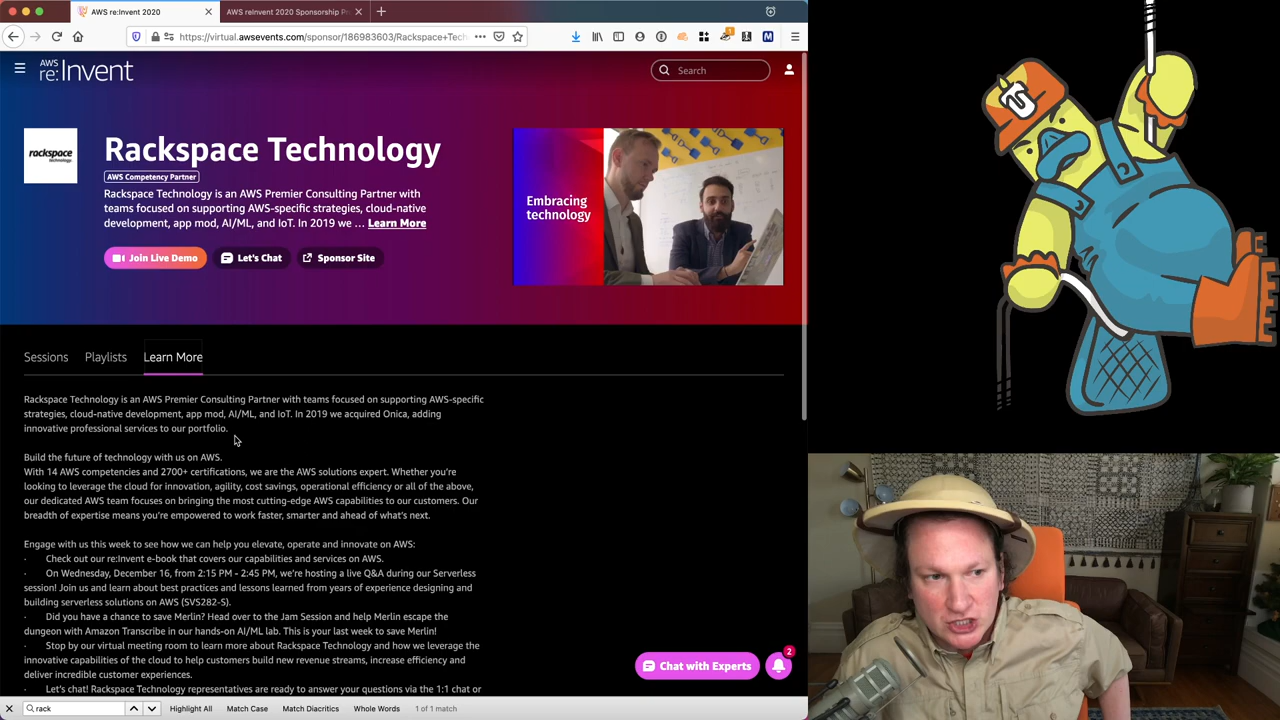 AWS re:Invent 2020
AWS reInvent 2020 Sponsorship Pr
https://virtual.awsevents.com/sponsor/186983603/Rackspace+Tech
1
AWS
re:Invent
Search
rackspace
technology
Rackspace Technology
AWS Competency Partner
Rackspace Technology is an AWS Premier Consulting Partner with
teams focused on supporting AWS-specific strategies, cloud-native
development, app mod, AI/ML, and IoT. In 2019 we ... Learn More
Join Live Demo Let's Chat Sponsor Site
Embracing
technology
Sessions Playlists Learn More
Rackspace Technology is an AWS Premier Consulting Partner with teams focused on supporting AWS-specific
strategies, cloud-native development, app mod, AI/ML, and IoT. In 2019 we acquired Onica, adding
innovative professional services to our portfolio.
Build the future of technology with us on AWS.
With 14 AWS competencies and 2700+ certifications, we are the AWS solutions expert. Whether you're
looking to leverage the cloud for innovation, agility, cost savings, operational efficiency or all of the above,
our dedicated AWS team focuses on bringing the most cutting-edge AWS capabilities to our customers. Our
breadth of expertise means you're empowered to work faster, smarter and ahead of what's next.
Engage with us this week to see how we can help you elevate, operate and innovate on AWS:
· Check out our re:Invent e-book that covers our capabilities and services on AWS.
· On Wednesday, December 16, from 2:15 PM - 2:45 PM, we're hosting a live Q&A during our Serverless
session! Join us and learn about best practices and lessons learned from years of experience designing and
building serverless solutions on AWS (SVS282-S).
· Did you have a chance to save Merlin? Head over to the Jam Session and help Merlin escape the
dungeon with Amazon Transcribe in our hands-on AI/ML lab. This is your last week to save Merlin!
· Stop by our virtual meeting room to learn more about Rackspace Technology and how we leverage the
innovative capabilities of the cloud to help customers build new revenue streams, increase efficiency and
deliver incredible customer experiences.
· Let's chat! Rackspace Technology representatives are ready to answer your questions via the 1:1 chat or
Chat with Experts
2
rack
Highlight All Match Case Match Diacritics Whole Words 1 of 1 match